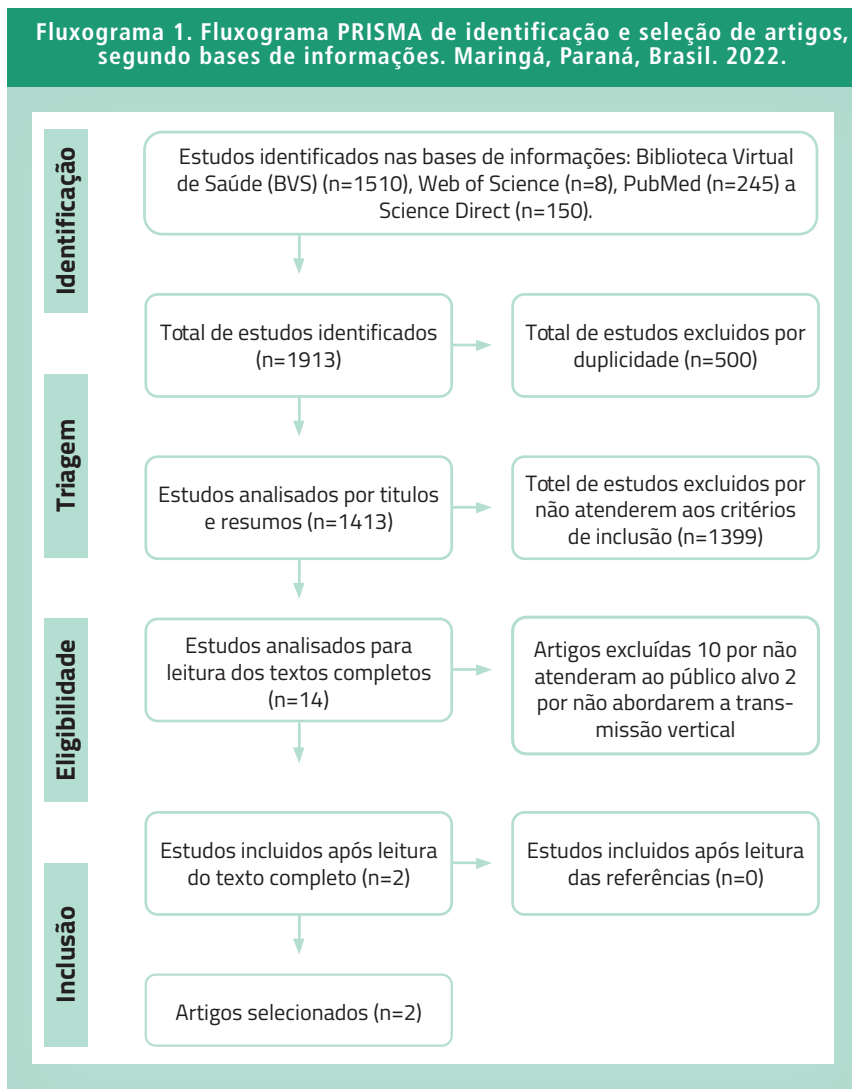 Fluxograma 1. Fluxograma PRISMA de identificação e seleção de artigos,
segundo bases de informações. Maringá, Paraná, Brasil. 2022.
Identificação
Estudos identificados nas bases de informações: Biblioteca Virtual
de Saúde (BVS) (n=1510), Web of Science (n=8), PubMed (n=245) a
Science Direct (n=150).
Total de estudos identificados
(n=1913)
Total de estudos excluidos por
duplicidade (n=500)
Triagem
Estudos analisados por titulos
e resumos (n=1413)
Totel de estudos excluidos por
não atenderem aos critérios
de inclusão (n=1399)
Eligibilidade
Estudos analisados para
leitura dos textos completos
(n=14)
Artigos excluídas 10 por não
atenderam ao público alvo 2
por não abordarem a trans-
missão vertical
Inclusão
Estudos incluidos após leitura
do texto completo (n=2)
Estudos incluidos após leitura
das referências (n=0)
Artigos selecionados (n=2)